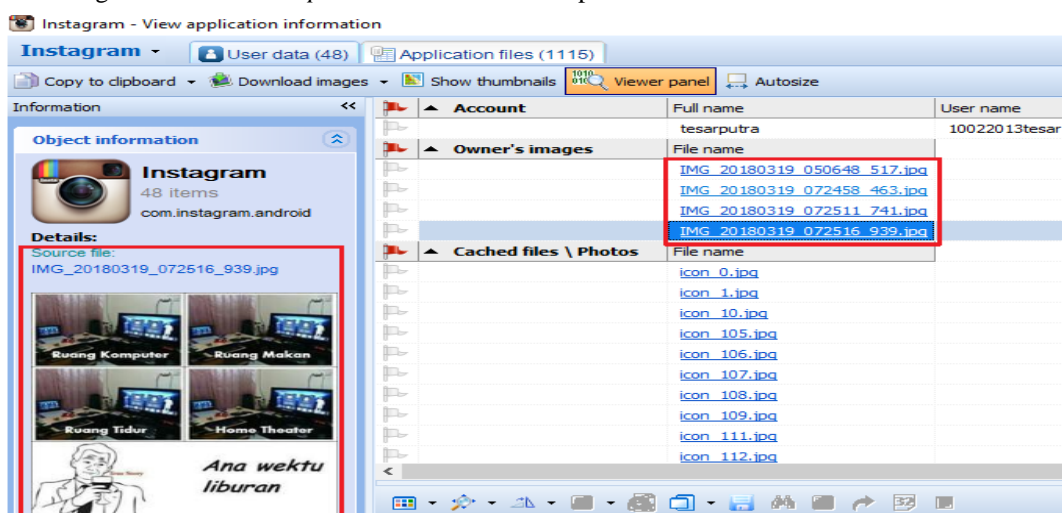 Instagram - View application information
Instagram User data (48) Application files (1115)
Copy to clipboard Download images Show thumbnails Viewer panel Autosize
Information <<
Object information
Instagram
48 items
com.instagram.android
Details:
Source file:
IMG_20180319_072516_939.jpg
Ruang Komputer Ruang Makan
Ruang Tidur Home Theater
Ana wektu
liburan
Account Full name User name
tesarputra 10022013tesar
Owner's images File name
IMG_20180319_050648_517.jpg
IMG_20180319_072458_463.jpg
IMG_20180319_072511_741.jpg
IMG_20180319_072516_939.jpg
Cached files \ Photos File name
icon_0.jpg
icon_1.jpg
icon_10.jpg
icon_105.jpg
icon_106.jpg
icon_107.jpg
icon_108.jpg
icon_109.jpg
icon_111.jpg
icon_112.jpg